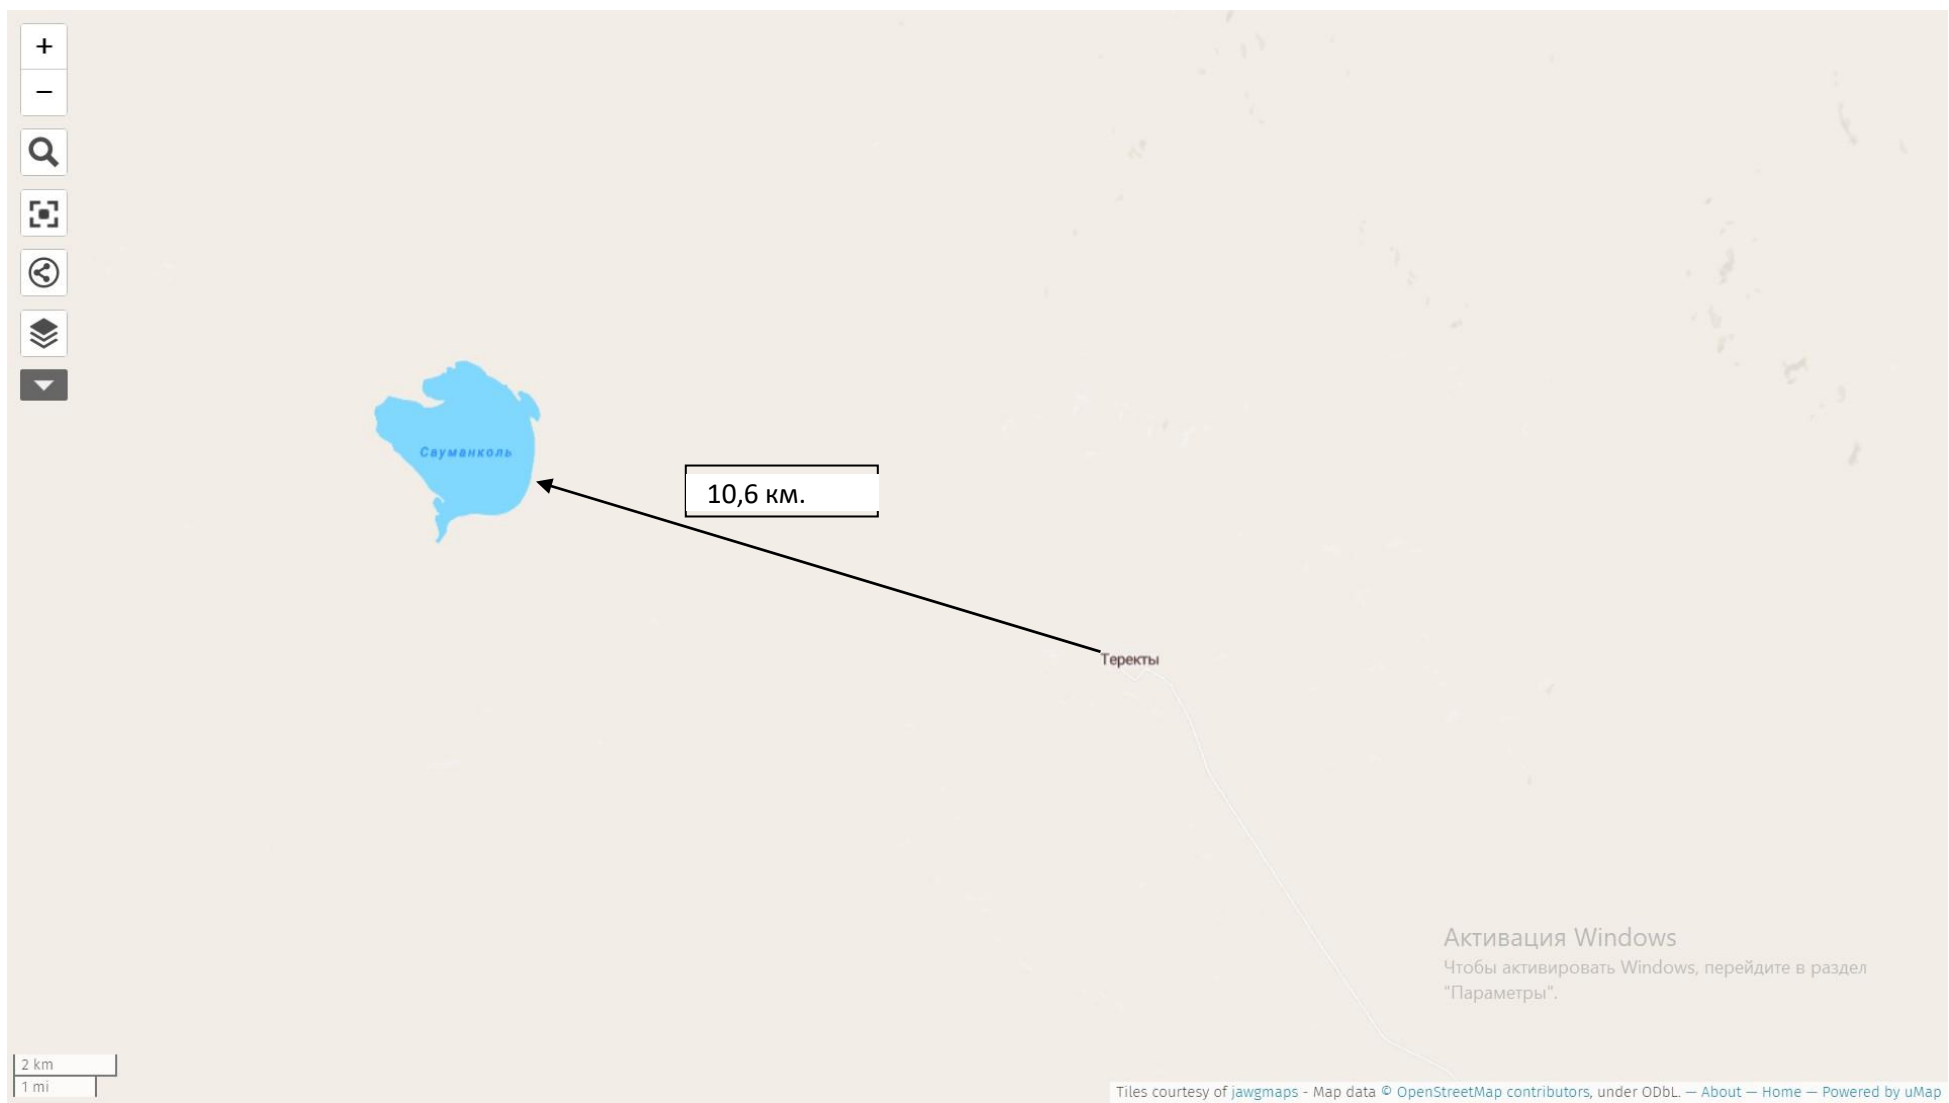 +
−
Сауманколь
10,6 км.
Теректы
Активация Windows
Чтобы активировать Windows, перейдите в раздел
"Параметры".
2 km
1 mi
Tiles courtesy of jawgmaps - Map data © OpenStreetMap contributors, under ODbL. — About — Home — Powered by uMap